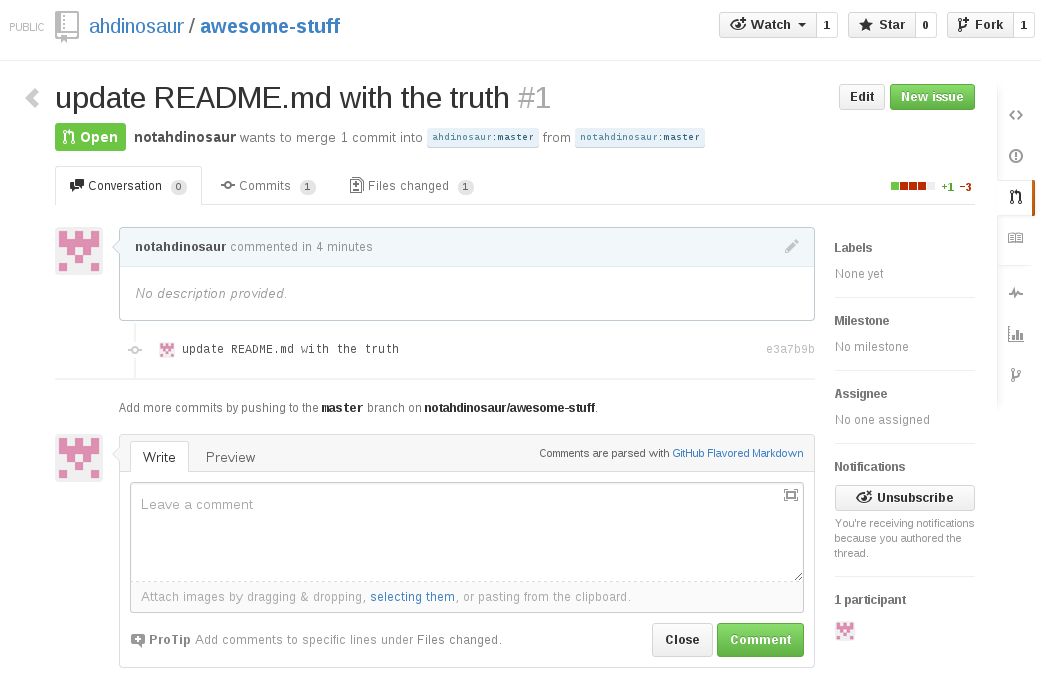 PUBLIC ahdinosaur / awesome-stuff Watch 1 Star 0 Fork 1
update README.md with the truth #1 Edit New issue
Open notahdinosaur wants to merge 1 commit into ahdinosaur:master from notahdinosaur:master
Conversation 0 Commits 1 Files changed 1 +1 −3
notahdinosaur commented in 4 minutes
No description provided.
update README.md with the truth e3a7b9b
Add more commits by pushing to the master branch on notahdinosaur/awesome-stuff.
Write Preview Comments are parsed with GitHub Flavored Markdown
Leave a comment
Attach images by dragging & dropping, selecting them, or pasting from the clipboard.
ProTip Add comments to specific lines under Files changed. Close Comment
Labels
None yet
Milestone
No milestone
Assignee
No one assigned
Notifications
Unsubscribe
You're receiving notifications
because you authored the
thread.
1 participant